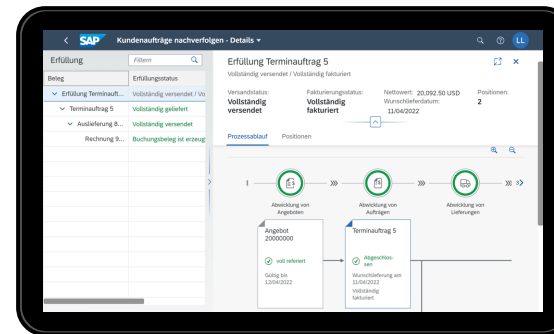 SAP Kundenaufträge nachverfolgen - Details
LL
Erfüllung
Filtern
Beleg Erfüllungsstatus
Erfüllung Terminauft... Vollständig versendet / Vo
Terminauftrag 5 Vollständig geliefert
Auslieferung 8... Vollständig versendet
Rechnung 9... Buchungsbeleg ist erzeug
Erfüllung Terminauftrag 5
Vollständig versendet / Vollständig fakturiert
Versandstatus:
Vollständig
versendet
Fakturierungsstatus:
Vollständig
fakturiert
Nettowert: 20,092.50 USD
Wunschlieferdatum:
11/04/2022
Positionen:
2
Prozessablauf Positionen
Abwicklung von
Angeboten
Abwicklung von
Aufträgen
Abwicklung von
Lieferungen
3
Angebot
20000000
voll referiert
Gültig bis
12/04/2022
Terminauftrag 5
Abgeschlos-
sen
Wunschlieferung am
11/04/2022
Vollständig
fakturiert